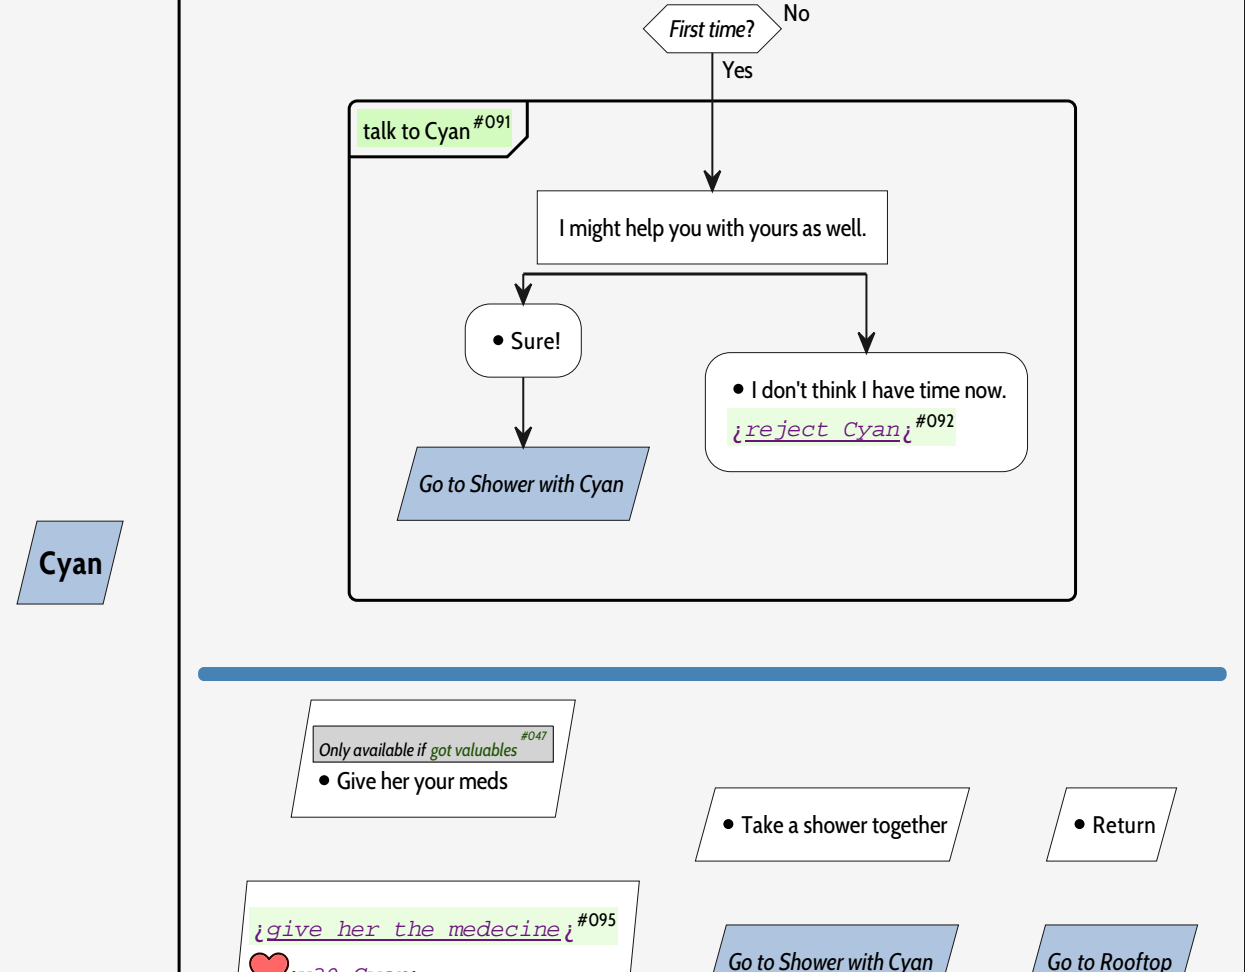 No
First time?
Yes
talk to Cyan #091
I might help you with yours as well.
• Sure!
• I don't think I have time now.
¿reject Cyan¿ #092
Go to Shower with Cyan
Cyan
Only available if got valuables #047
• Give her your meds
• Take a shower together
• Return
¿give her the medecine¿ #095
Go to Shower with Cyan
Go to Rooftop